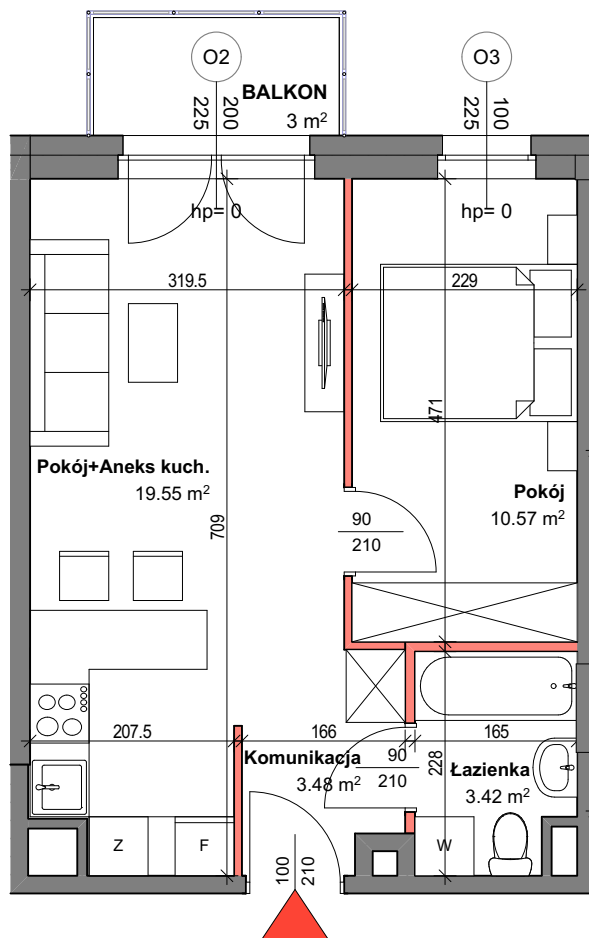 O2
O3
BALKON
3 m²
225
200
225
100
hp= 0
hp= 0
319.5
229
471
Pokój+Aneks kuch.
19.55 m²
Pokój
10.57 m²
709
90
210
207.5
166
165
Komunikacja
3.48 m²
90
210
228
Łazienka
3.42 m²
Z
F
W
100
210